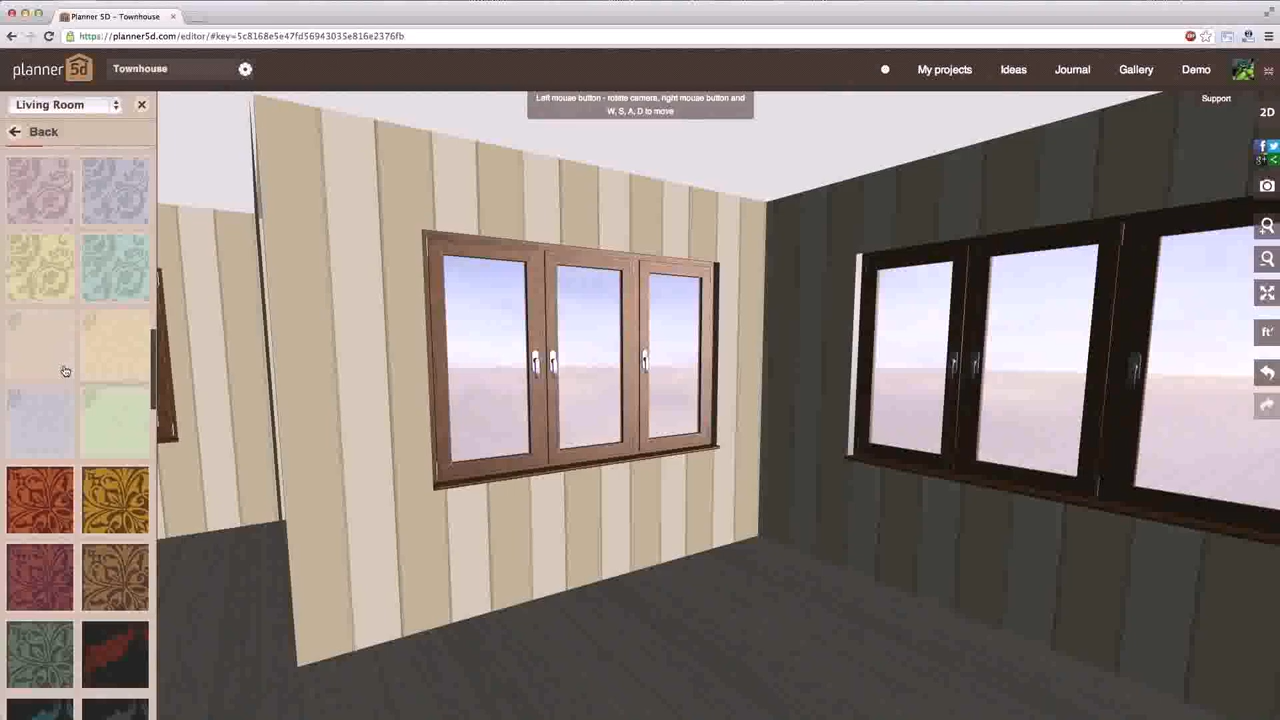 Planner 5D - Townhouse
https://planner5d.com/editor/#key=5c8168e5e47fd56943035e816e2376fb
planner 5d
Townhouse
My projects
Ideas
Journal
Gallery
Demo
Living Room
Left mouse button - rotate camera, right mouse button and
W, S, A, D to move
Support
2D
Back
ft'